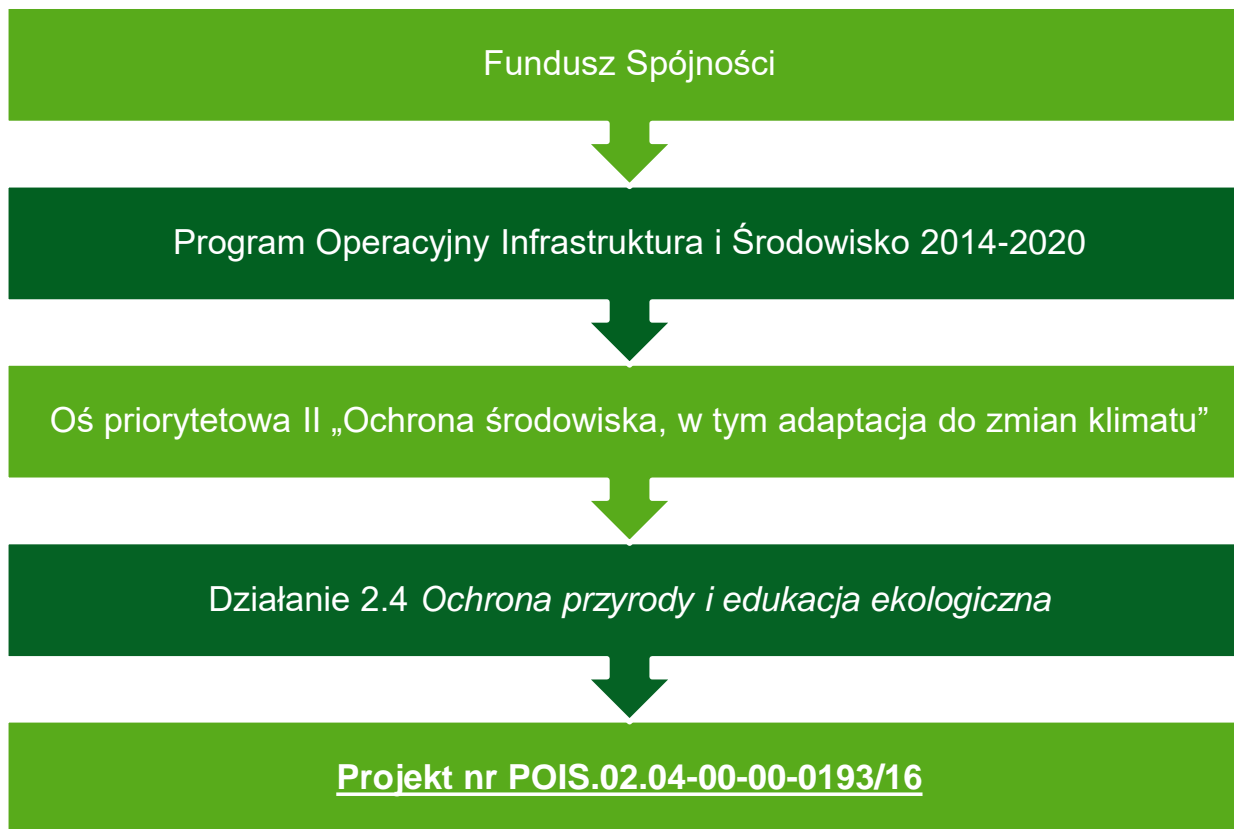 Fundusz Spójności
Program Operacyjny Infrastruktura i Środowisko 2014-2020
Oś priorytetowa II „Ochrona środowiska, w tym adaptacja do zmian klimatu”
Działanie 2.4 Ochrona przyrody i edukacja ekologiczna
Projekt nr POIS.02.04-00-00-0193/16